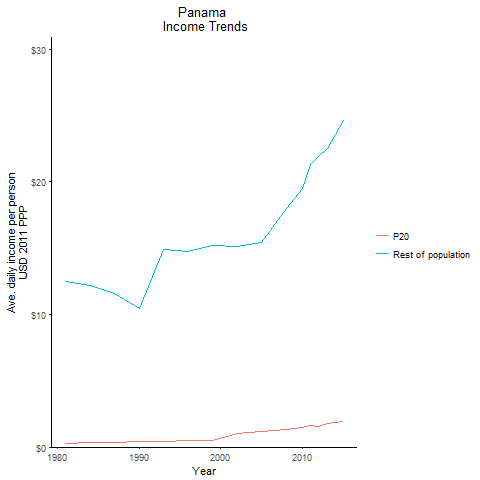 Panama
Income Trends
Ave. daily income per person
USD 2011 PPP
$30
$20
$10
$0
1980
1990
2000
2010
Year
P20
Rest of population